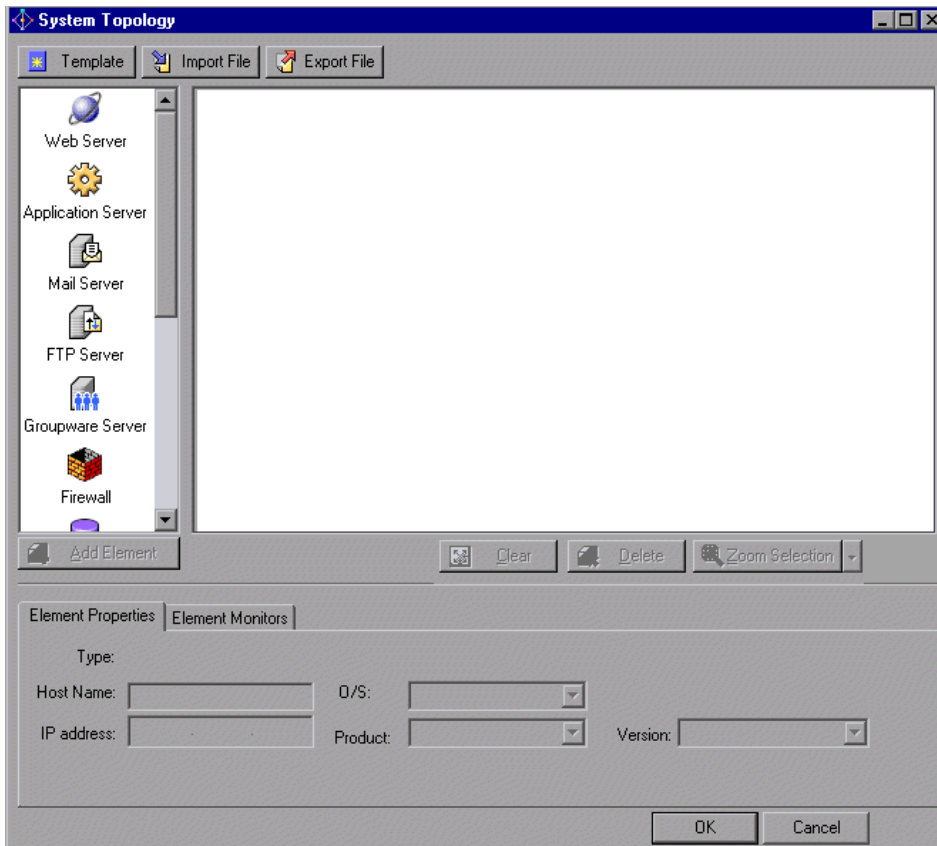 System Topology
Template Import File Export File
Web Server
Application Server
Mail Server
FTP Server
Groupware Server
Firewall
Add Element Clear Delete Zoom Selection
Element Properties Element Monitors
Type:
Host Name: O/S:
IP address: Product: Version:
OK Cancel